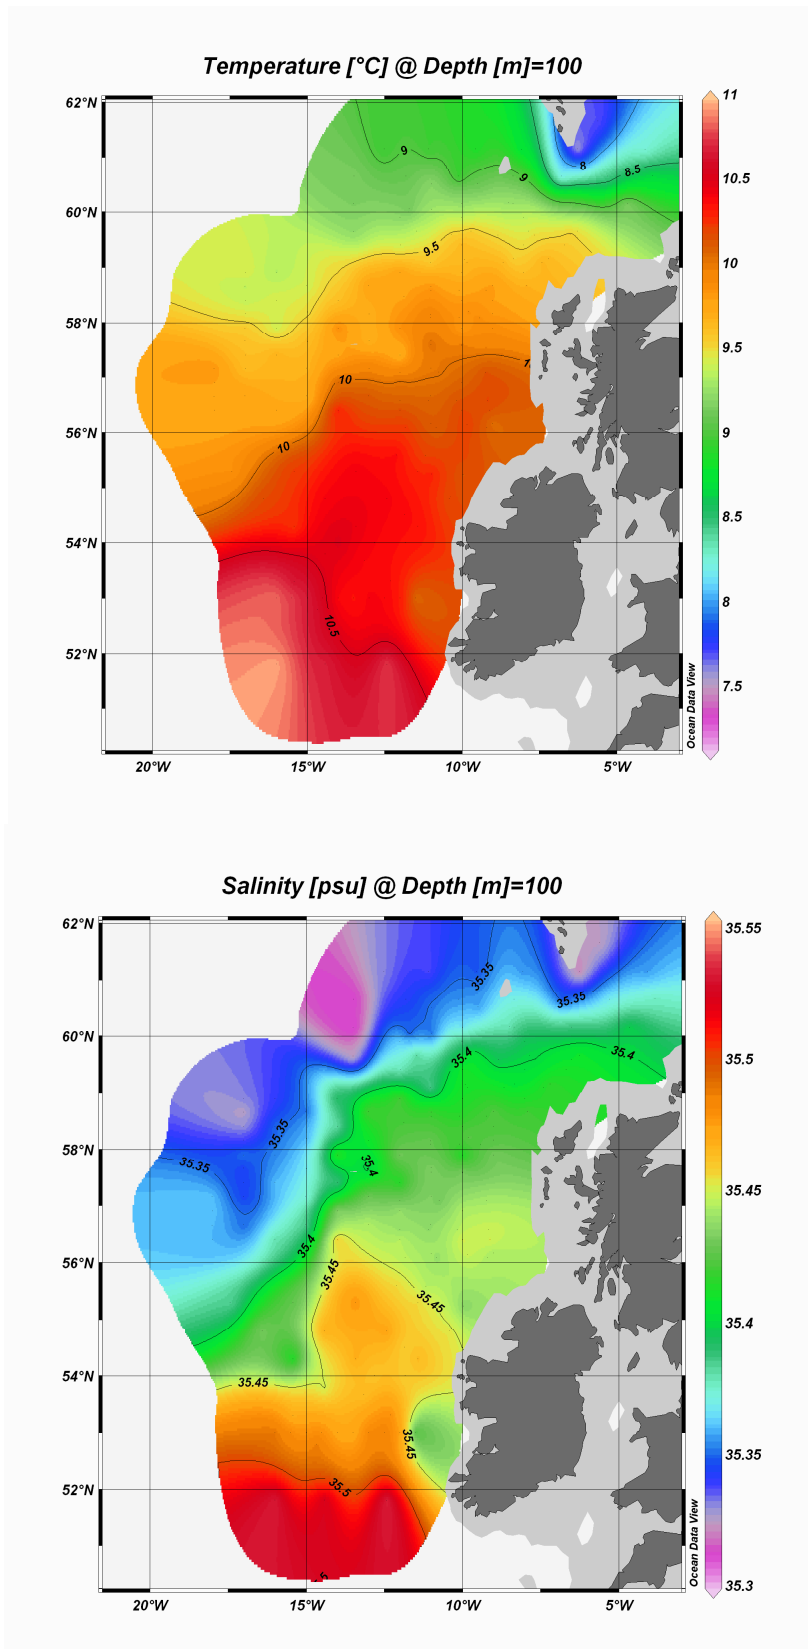 Temperature [°C] @ Depth [m]=100
62°N
60°N
58°N
56°N
54°N
52°N
20°W
15°W
10°W
5°W
9
9
8
8.5
9.5
10
1
10
10.5
Ocean Data View
11
10.5
10
9.5
9
8.5
8
7.5
Salinity [psu] @ Depth [m]=100
62°N
60°N
58°N
56°N
54°N
52°N
20°W
15°W
10°W
5°W
35.35
35.35
35.4
35.4
35.35
35.35
35.4
35.4
35.45
35.45
35.45
35.45
35.5
Ocean Data View
35.55
35.5
35.45
35.4
35.35
35.3